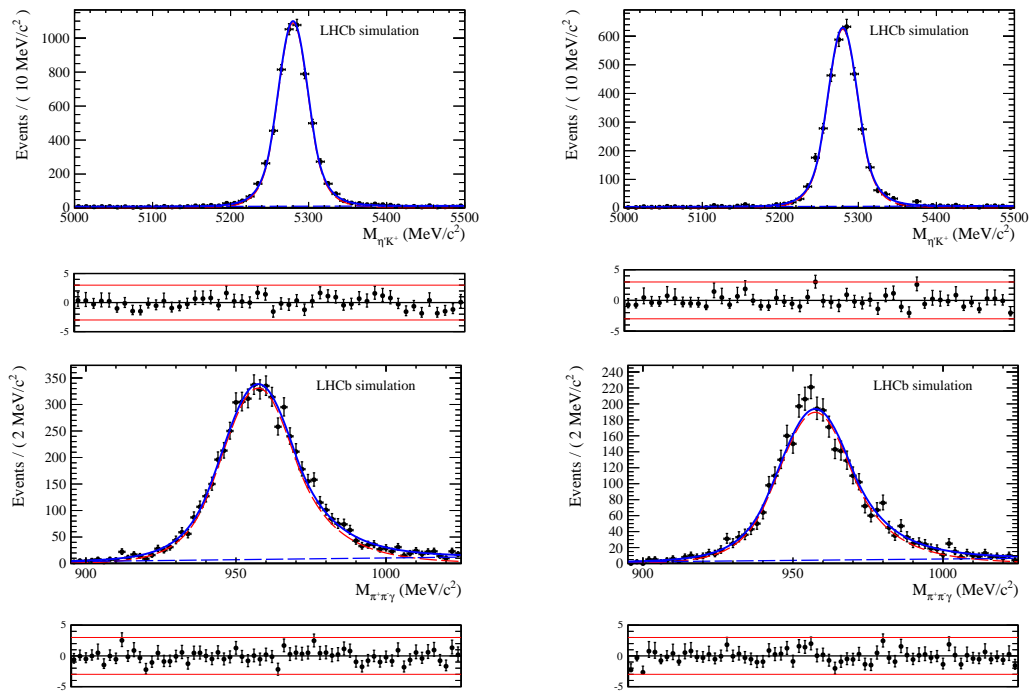 Events / ( 10 MeV/c² )
1000
800
600
400
200
0
LHCb simulation
5000 5100 5200 5300 5400 5500
M_η'K⁺ (MeV/c²)
Events / ( 10 MeV/c² )
600
500
400
300
200
100
0
LHCb simulation
5000 5100 5200 5300 5400 5500
M_η'K⁺ (MeV/c²)
5
0
-5
5
0
-5
Events / ( 2 MeV/c² )
350
300
250
200
150
100
50
0
LHCb simulation
900 950 1000
M_π⁺π⁻γ (MeV/c²)
Events / ( 2 MeV/c² )
240
220
200
180
160
140
120
100
80
60
40
20
0
LHCb simulation
900 950 1000
M_π⁺π⁻γ (MeV/c²)
5
0
-5
5
0
-5